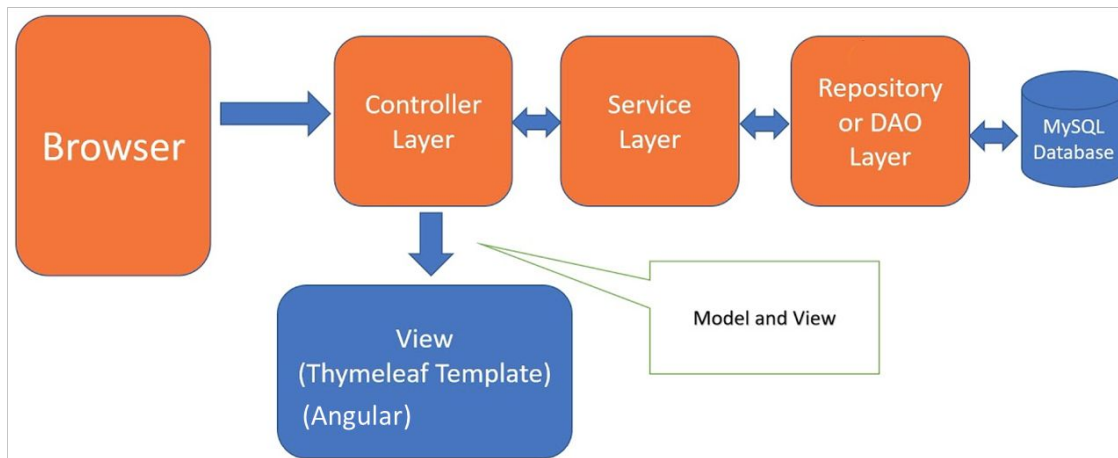 Browser
Controller
Layer
Service
Layer
Repository
or DAO
Layer
MySQL
Database
Model and View
View
(Thymeleaf Template)
(Angular)